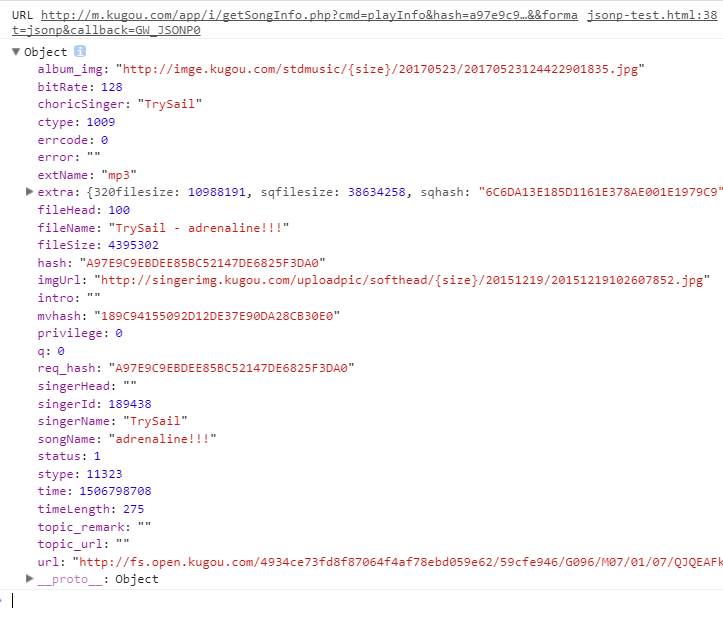 URL http://m.kugou.com/app/i/getSongInfo.php?cmd=playInfo&hash=a97e9c9…&&forma jsonp-test.html:38
t=jsonp&callback=GW_JSONP0
▼Object i
album_img: "http://imge.kugou.com/stdmusic/{size}/20170523/20170523124422901835.jpg"
bitRate: 128
choricSinger: "TrySail"
ctype: 1009
errcode: 0
error: ""
extName: "mp3"
▶extra: {320filesize: 10988191, sqfilesize: 38634258, sqhash: "6C6DA13E185D1161E378AE001E1979C9"
fileHead: 100
fileName: "TrySail - adrenaline!!!"
fileSize: 4395302
hash: "A97E9C9EBDEE85BC52147DE6825F3DA0"
imgUrl: "http://singerimg.kugou.com/uploadpic/softhead/{size}/20151219/20151219102607852.jpg"
intro: ""
mvhash: "189C94155092D12DE37E90DA28CB30E0"
privilege: 0
q: 0
req_hash: "A97E9C9EBDEE85BC52147DE6825F3DA0"
singerHead: ""
singerId: 189438
singerName: "TrySail"
songName: "adrenaline!!!"
status: 1
stype: 11323
time: 1506798708
timeLength: 275
topic_remark: ""
topic_url: ""
url: "http://fs.open.kugou.com/4934ce73fd8f87064f4af78ebd059e62/59cfe946/G096/M07/01/07/QJQEAFk
▶__proto__: Object